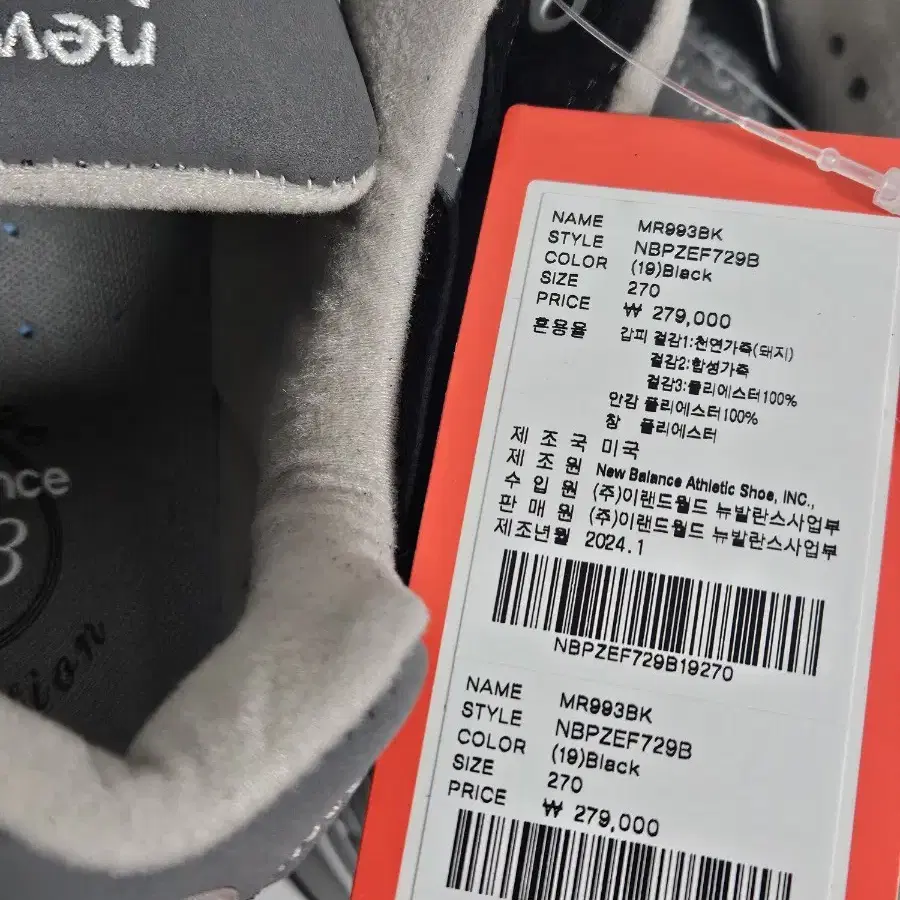 new
nce
3
NAME MR993BK
STYLE NBPZEF729B
COLOR (19)Black
SIZE 270
PRICE ₩ 279,000
혼용율 갑피 겉감1:천연가죽(돼지)
겉감2:합성가죽
겉감3:폴리에스터100%
안감 폴리에스터100%
창 폴리에스터
제조국 미국
제조원 New Balance Athletic Shoe, INC.,
수입원 (주)이랜드월드 뉴발란스사업부
판매원 (주)이랜드월드 뉴발란스사업부
제조년월 2024.1
NBPZEF729B19270
NAME MR993BK
STYLE NBPZEF729B
COLOR (19)Black
SIZE 270
PRICE ₩ 279,000